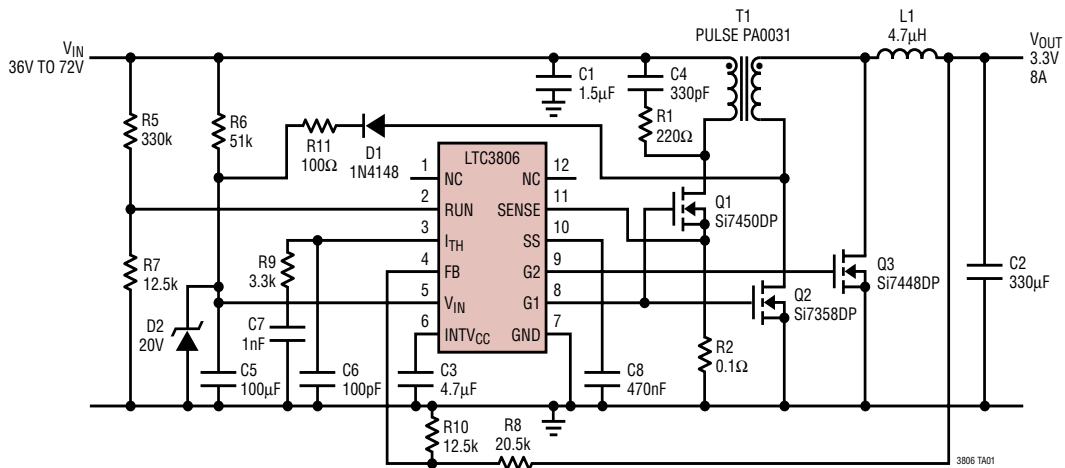 T1
PULSE PA0031
L1
4.7µH
VIN
36V TO 72V
VOUT
3.3V
8A
C1
1.5µF
C4
330pF
R1
220Ω
R5
330k
R6
51k
R11
100Ω
D1
1N4148
LTC3806
1
NC
NC
12
2
RUN
SENSE
11
3
ITH
SS
10
4
FB
G2
9
5
VIN
G1
8
6
INTVCC
GND
7
Q1
Si7450DP
Q3
Si7448DP
Q2
Si7358DP
C2
330µF
R7
12.5k
R9
3.3k
C7
1nF
D2
20V
C5
100µF
C6
100pF
C3
4.7µF
C8
470nF
R2
0.1Ω
R10
12.5k
R8
20.5k
3806 TA01